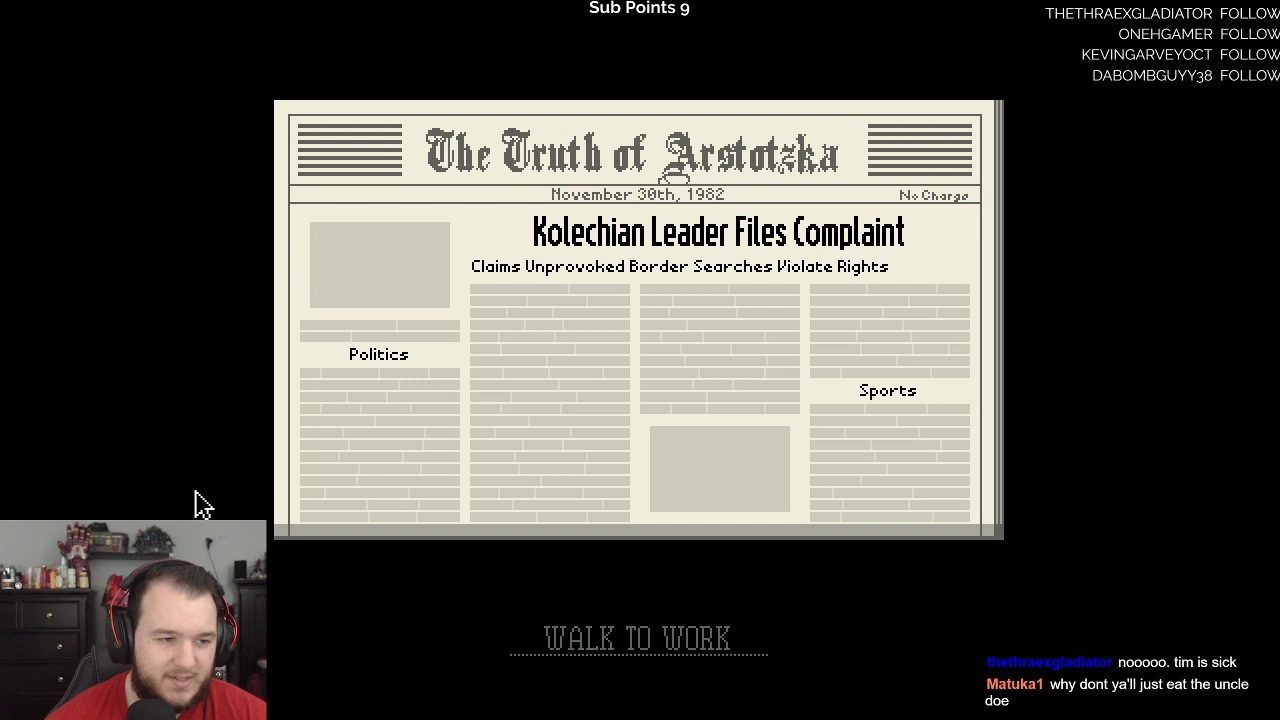 Sub Points 9
THETHRAEXGLADIATOR FOLLOW
ONEHGAMER FOLLOW
KEVINGARVEYOCT FOLLOW
DABOMBGUYY38 FOLLOW
The Truth of Arstotzka
November 30th, 1982
No Charge
Kolechian Leader Files Complaint
Claims Unprovoked Border Searches Violate Rights
Politics
Sports
WALK TO WORK
thethraexgladiator nooooo. tim is sick
Matuka1 why dont ya'll just eat the uncle
doe